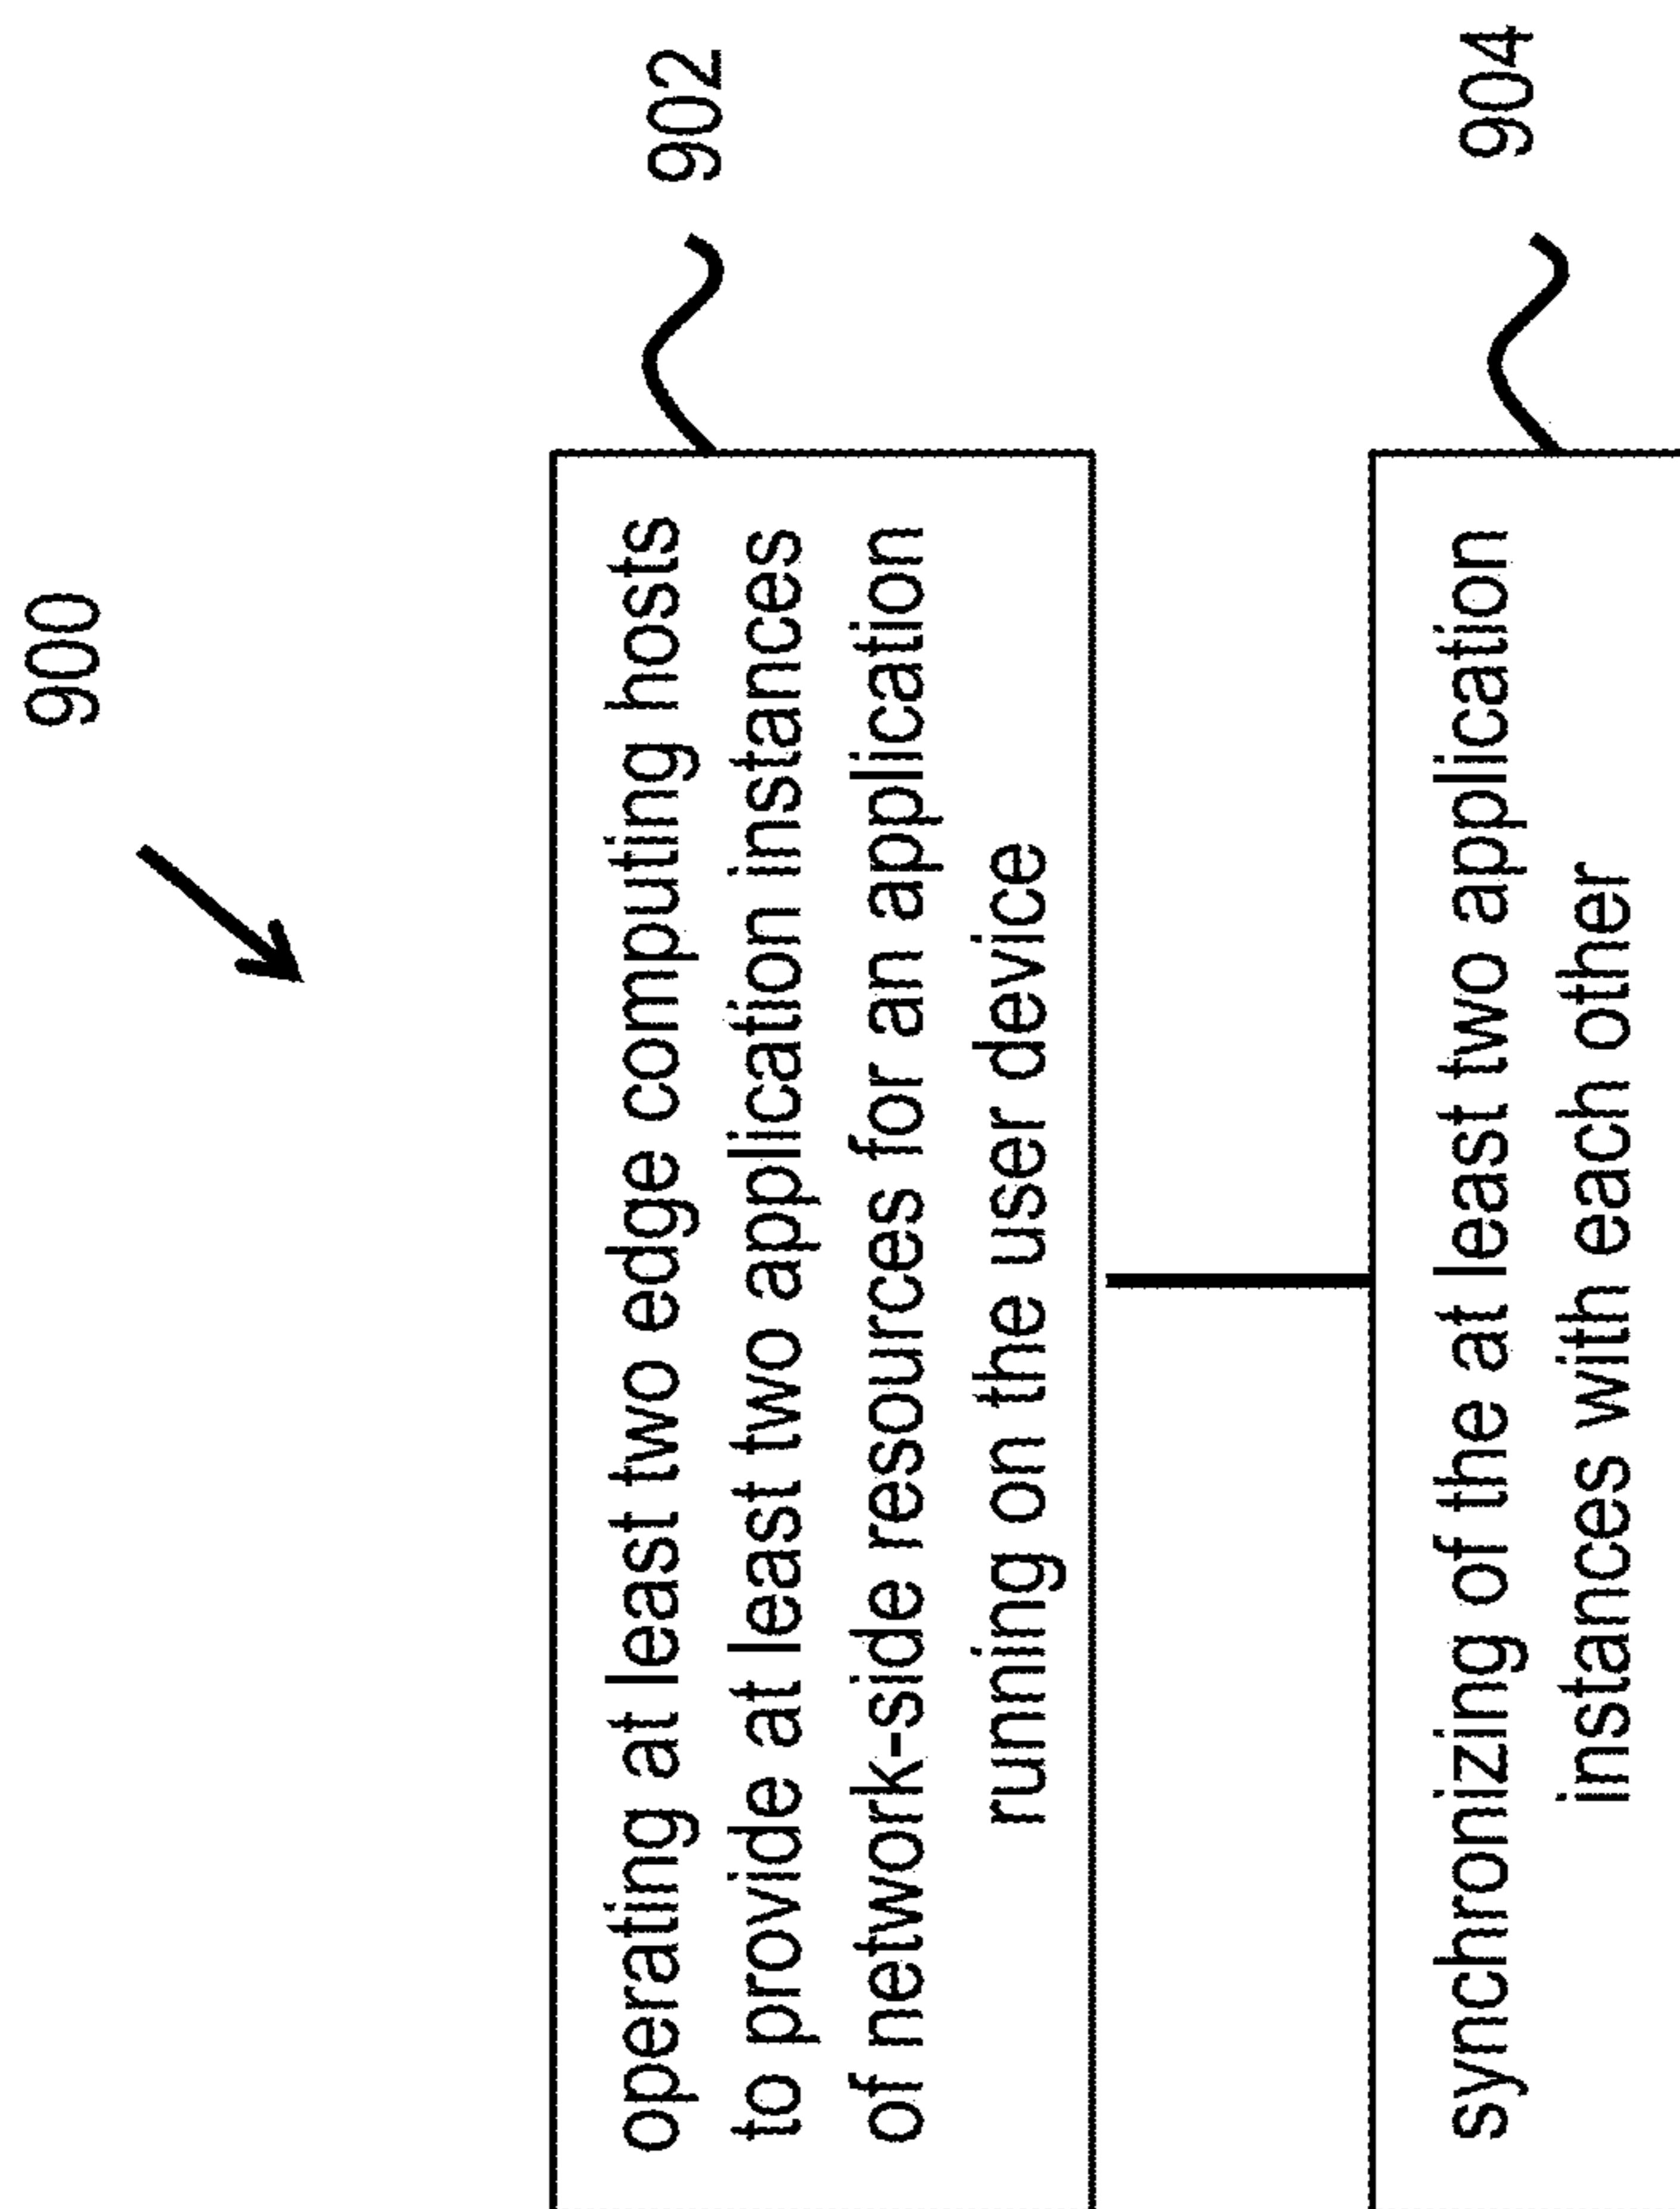 900
operating at least two edge computing hosts
to provide at least two application instances
of network-side resources for an application
running on the user device
902
synchronizing of the at least two application
instances with each other
904